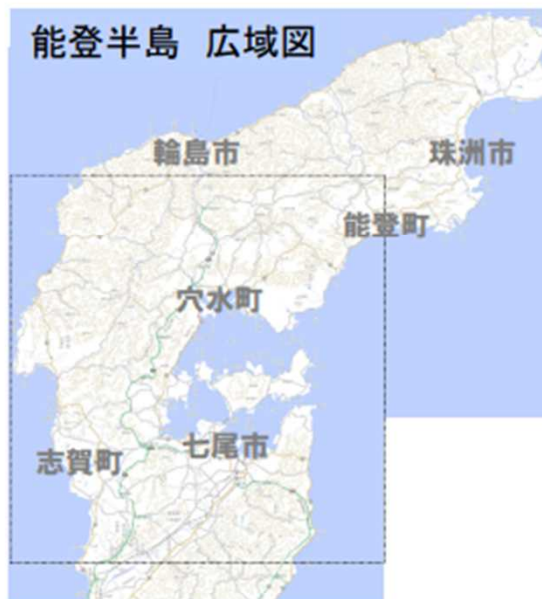 能登半島 広域図
輪島市
珠洲市
能登町
穴水町
七尾市
志賀町